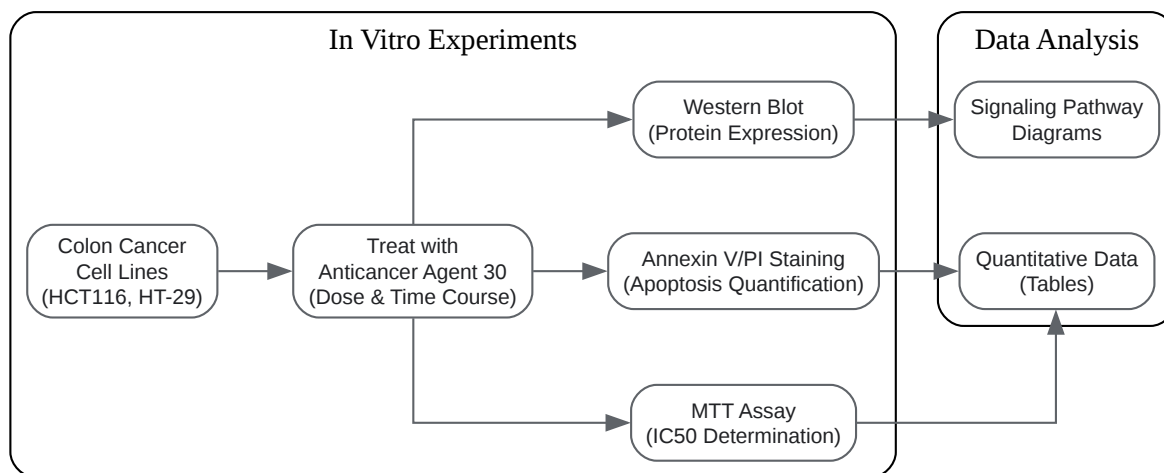 In Vitro Experiments
Data Analysis
Western Blot
(Protein Expression)
Signaling Pathway
Diagrams
Colon Cancer
Cell Lines
(HCT116, HT-29)
Treat with
Anticancer Agent 30
(Dose & Time Course)
Annexin V/PI Staining
(Apoptosis Quantification)
Quantitative Data
(Tables)
MTT Assay
(IC50 Determination)